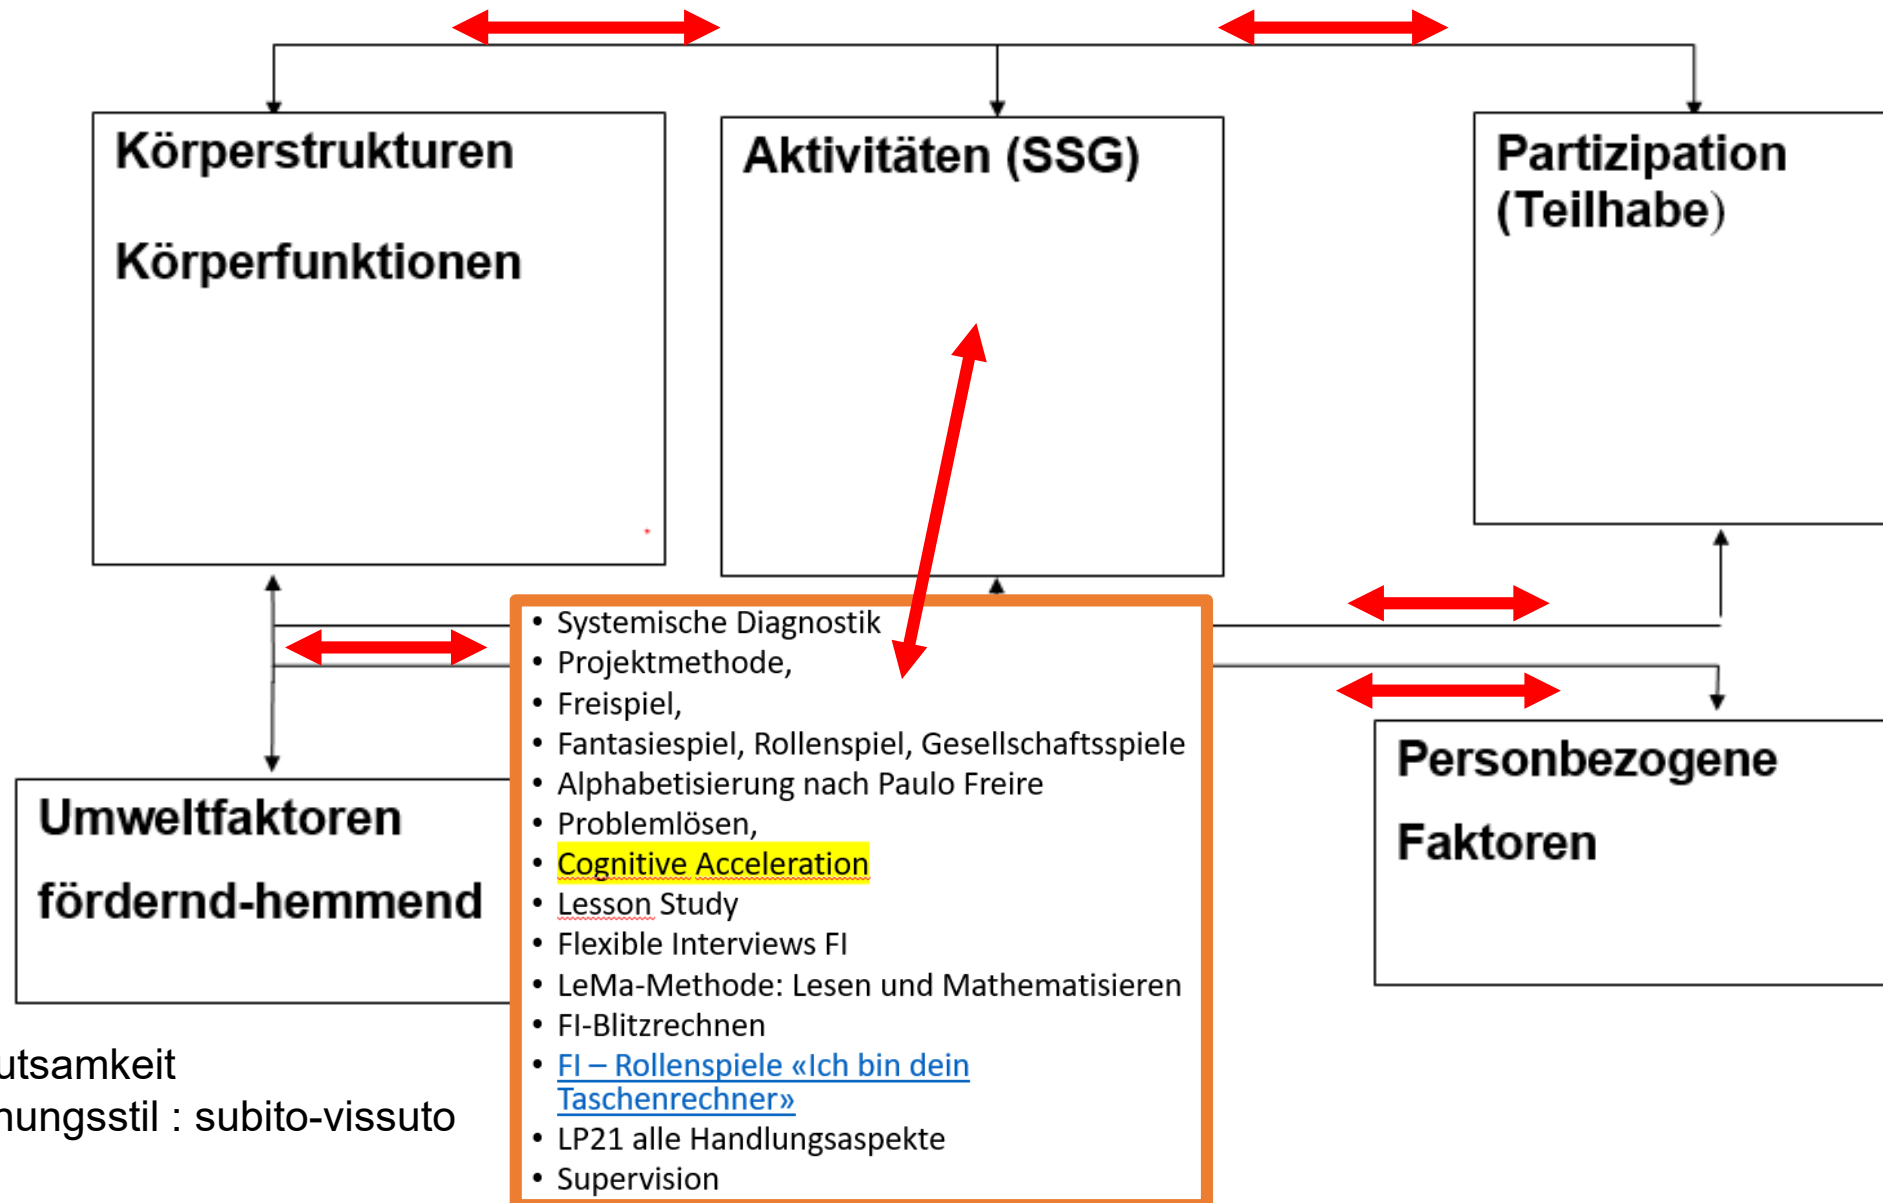 Körperstrukturen
Körperfunktionen
Aktivitäten (SSG)
Partizipation
(Teilhabe)
Umweltfaktoren
fördernd-hemmend
• Systemische Diagnostik
• Projektmethode,
• Freispiel,
• Fantasiespiel, Rollenspiel, Gesellschaftsspiele
• Alphabetisierung nach Paulo Freire
• Problemlösen,
• Cognitive Acceleration
• Lesson Study
• Flexible Interviews FI
• LeMa-Methode: Lesen und Mathematisieren
• FI-Blitzrechnen
• FI – Rollenspiele «Ich bin dein
Taschenrechner»
• LP21 alle Handlungsaspekte
• Supervision
Personbezogene
Faktoren
utsamkeit
nungsstil : subito-vissuto